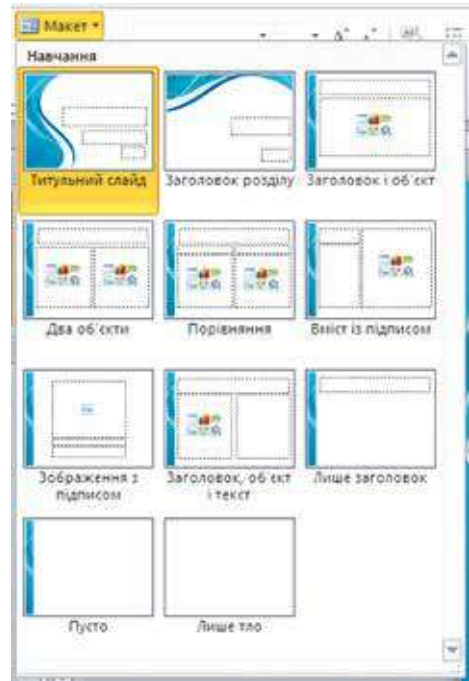 Макет
Навчання
Титульний слайд
Заголовок розділу
Заголовок і об'єкт
Два об'єкти
Порівняння
Вміст із підписом
Зображення з
підписом
Заголовок, об'єкт
і текст
Лише заголовок
Пусто
Лише тло